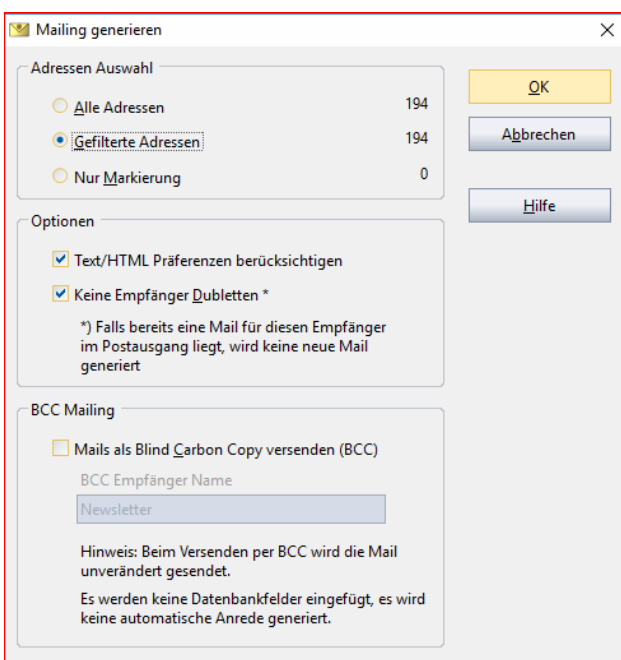 Mailing generieren
Adressen Auswahl
Alle Adressen 194
Gefilterte Adressen 194
Nur Markierung 0
OK
Abbrechen
Hilfe
Optionen
Text/HTML Präferenzen berücksichtigen
Keine Empfänger Dubletten *
*) Falls bereits eine Mail für diesen Empfänger
im Postausgang liegt, wird keine neue Mail
generiert
BCC Mailing
Mails als Blind Carbon Copy versenden (BCC)
BCC Empfänger Name
Newsletter
Hinweis: Beim Versenden per BCC wird die Mail
unverändert gesendet.
Es werden keine Datenbankfelder eingefügt, es wird
keine automatische Anrede generiert.